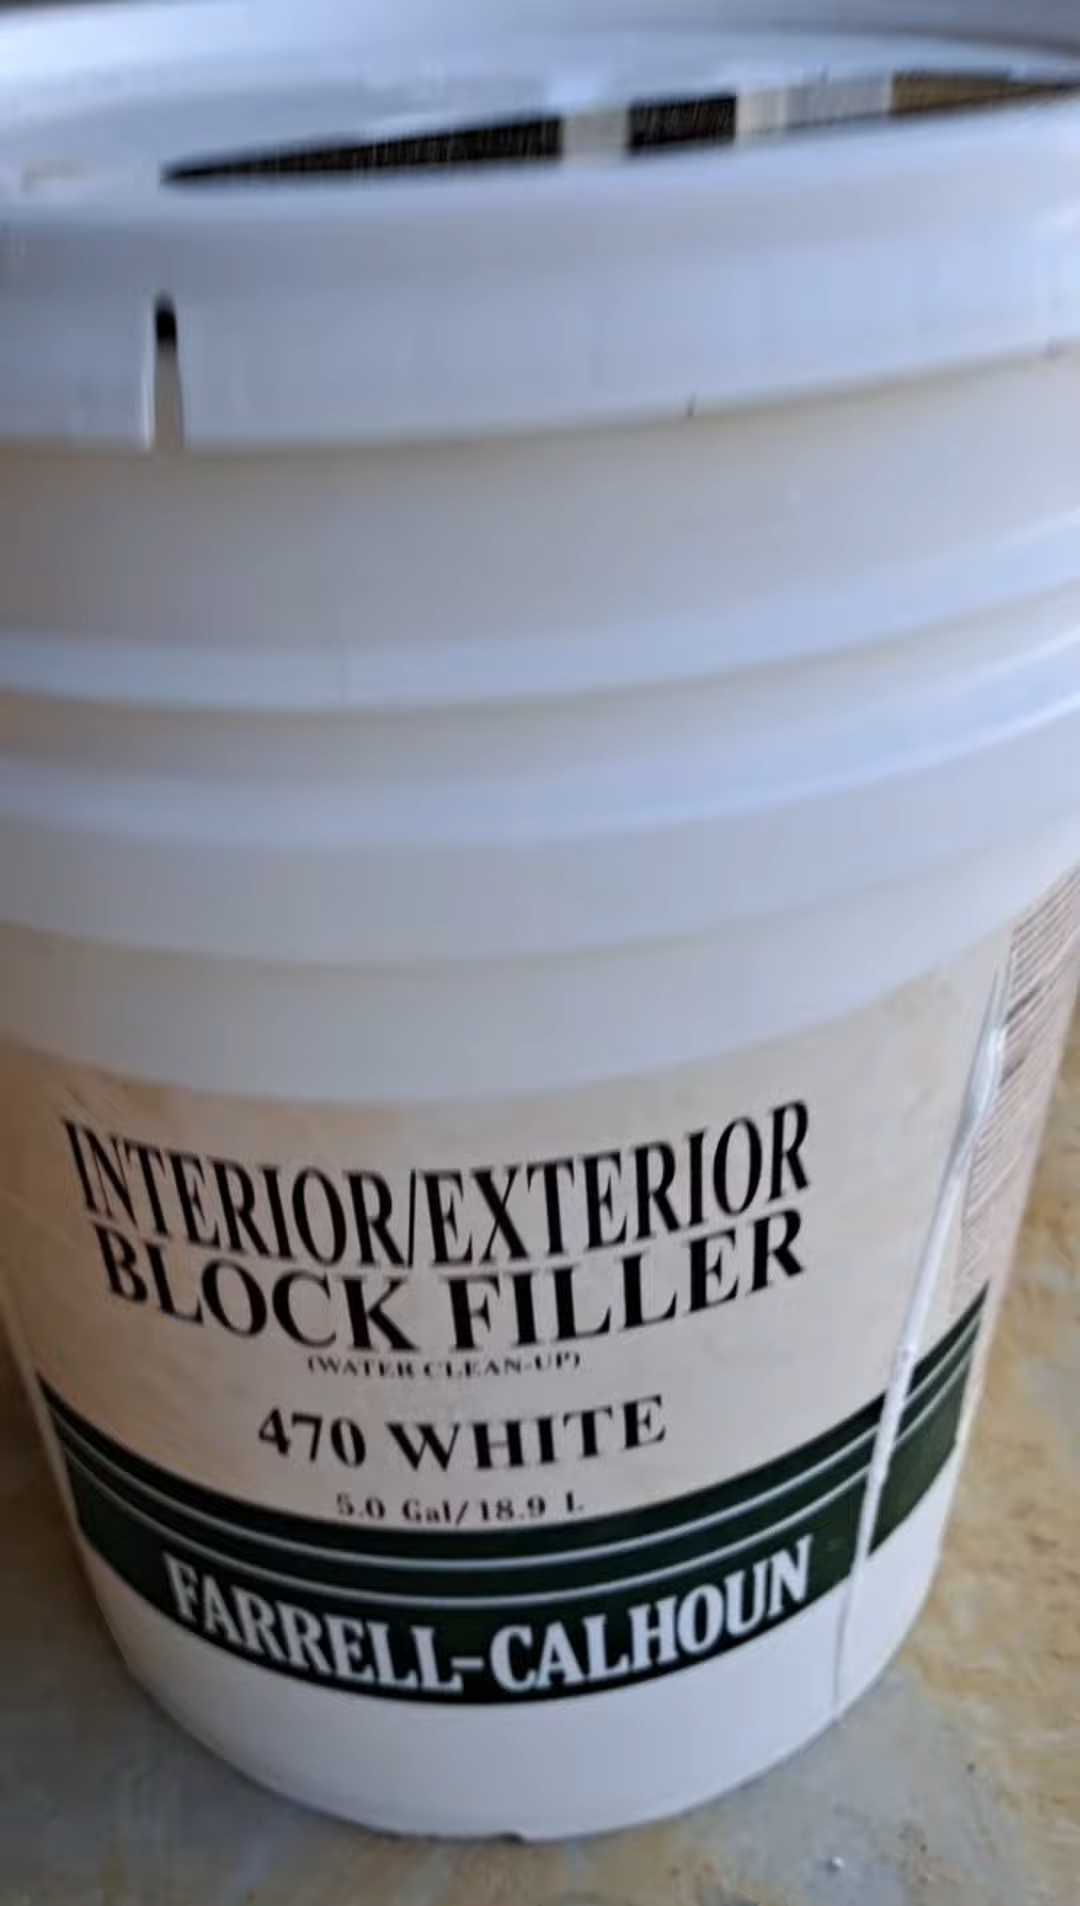 INTERIOR/EXTERIOR
BLOCK FILLER
(WATER CLEAN-UP)
470 WHITE
5.0 Gal/18.9 L
FARRELL-CALHOUN